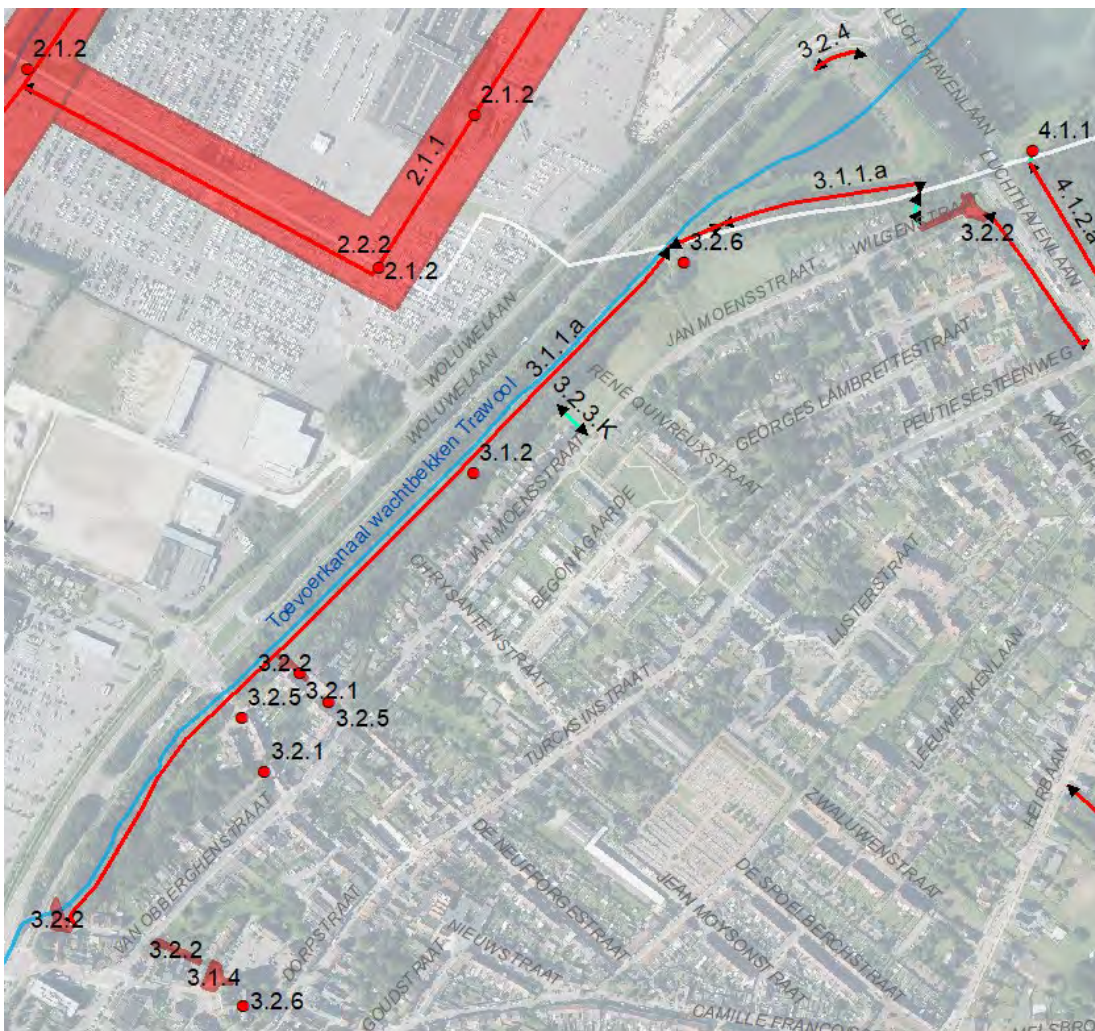 2.1.2
3.2.4
LUCHTHAVENLAAN
2.1.2
4.1.1
2.1.1
LUCHTHAVENLAAN
3.1.1.a
4.1.2.a
2.2.2
2.1.2
3.2.6
3.2.2
JAN MOENSSTRAAT
WOLUWELAAN
WOLUWELAAN
3.1.1.a
RENÉ QUIVREUXSTRAAT
GEORGES LAMBRETTESTRAAT
PEUTIESESTEENWEG
3.2.3.K
Toevoerkanaal wachtbekken Trawool
3.1.2
JAN MOENSSTRAAT
BEGONIAGAARDE
CHRYSANTENSTRAAT
LIJSTERSTRAAT
LEEUWERIKENLAAN
3.2.2
3.2.1
3.2.5
3.2.5
TURCKSINSTRAAT
3.2.1
HEIRBAAN
VAN OBBERGHENSTRAAT
ZWALUWENSTRAAT
DE NEUFFORGESTRAAT
DE SPOELBERCHSTRAAT
JEAN MOYSONSTRAAT
3.2.2
3.2.2
DORPSTRAAT
NIEUWSTRAAT
3.1.4
GOUDSTRAAT
3.2.6
CAMILLE